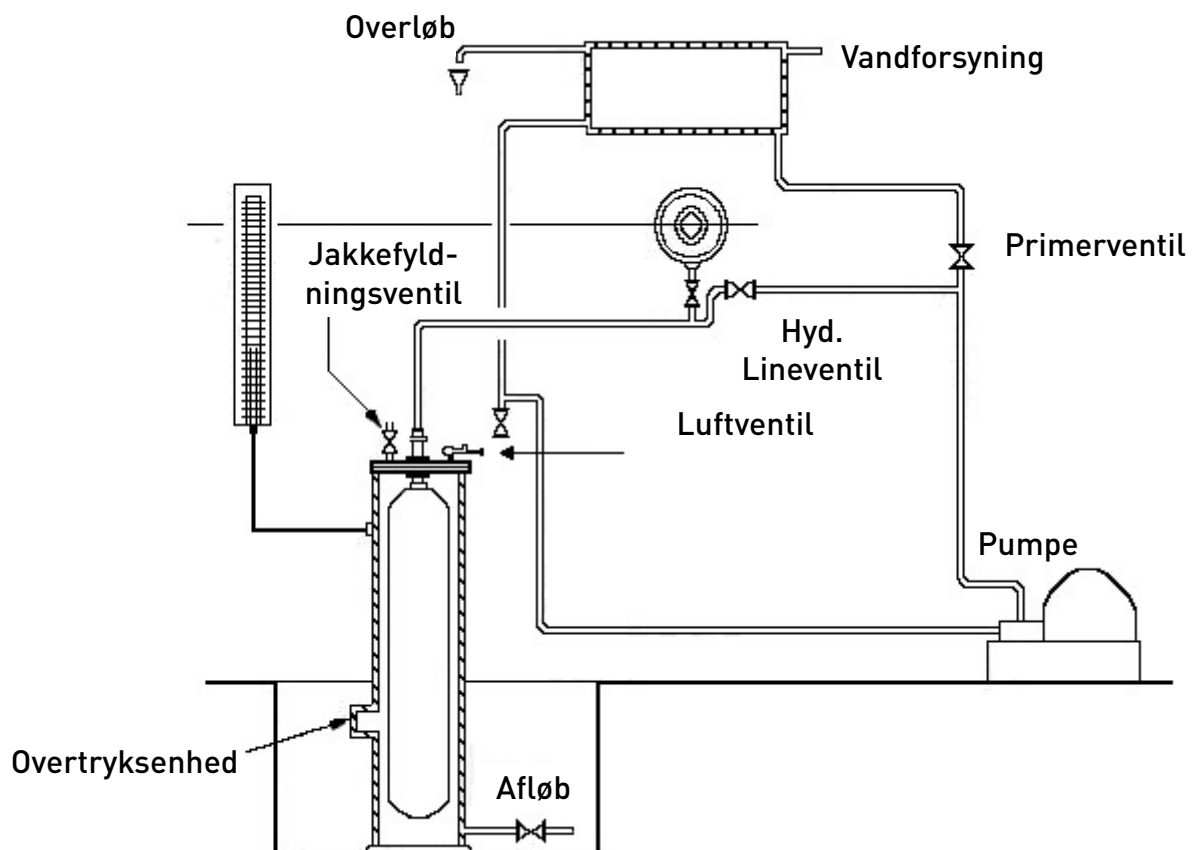 Overløb
Vandforsyning
Jakkefyld-
ningsventil
Primerventil
Hyd.
Lineventil
Luftventil
Pumpe
Overtryksenhed
Afløb